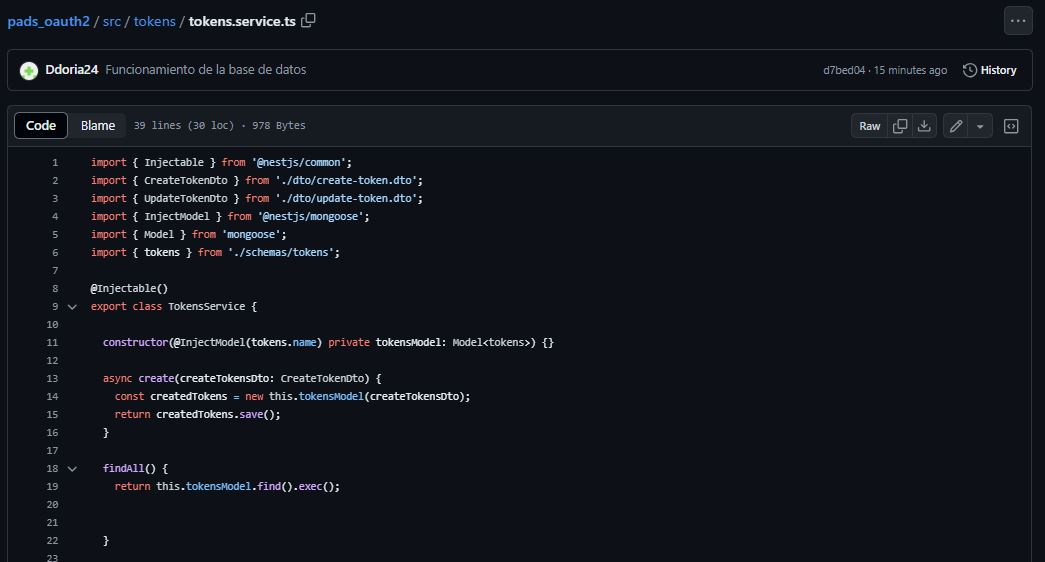 pads_oauth2 / src / tokens / tokens.service.ts
Ddoria24 Funcionamiento de la base de datos d7bed04 · 15 minutes ago History
Code Blame 39 lines (30 loc) · 978 Bytes Raw
1 import { Injectable } from '@nestjs/common';
2 import { CreateTokenDto } from './dto/create-token.dto';
3 import { UpdateTokenDto } from './dto/update-token.dto';
4 import { InjectModel } from '@nestjs/mongoose';
5 import { Model } from 'mongoose';
6 import { tokens } from './schemas/tokens';
7
8 @Injectable()
9 export class TokensService {
10
11 constructor(@InjectModel(tokens.name) private tokensModel: Model<tokens>) {}
12
13 async create(createTokensDto: CreateTokenDto) {
14 const createdTokens = new this.tokensModel(createTokensDto);
15 return createdTokens.save();
16 }
17
18 findAll() {
19 return this.tokensModel.find().exec();
20
21
22 }
23